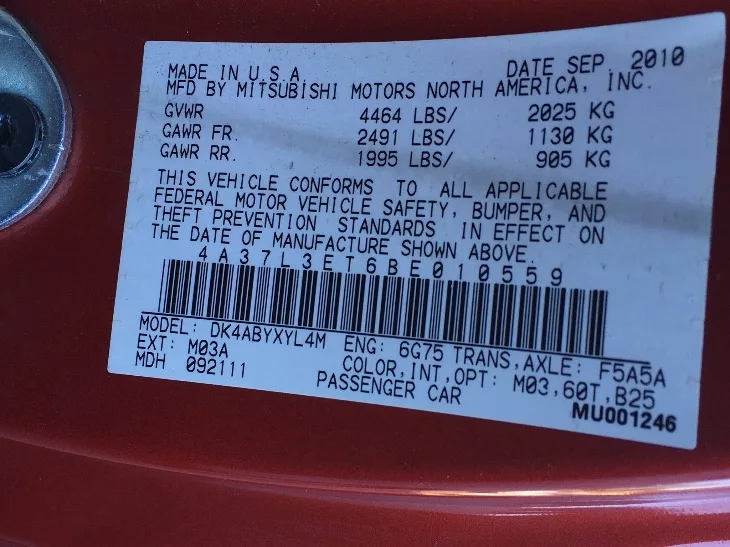 MADE IN U.S.A. DATE SEP 2010
MFD BY MITSUBISHI MOTORS NORTH AMERICA, INC.
GVWR 4464 LBS/ 2025 KG
GAWR FR. 2491 LBS/ 1130 KG
GAWR RR. 1995 LBS/ 905 KG
THIS VEHICLE CONFORMS TO ALL APPLICABLE
FEDERAL MOTOR VEHICLE SAFETY, BUMPER, AND
THEFT PREVENTION STANDARDS IN EFFECT ON
THE DATE OF MANUFACTURE SHOWN ABOVE.
4A37L3ET6BE010559
MODEL: DK4ABYXYL4M ENG: 6G75 TRANS,AXLE: F5A5A
EXT: M03A COLOR,INT,OPT: M03,60T,B25
MDH 092111 PASSENGER CAR
MU001246